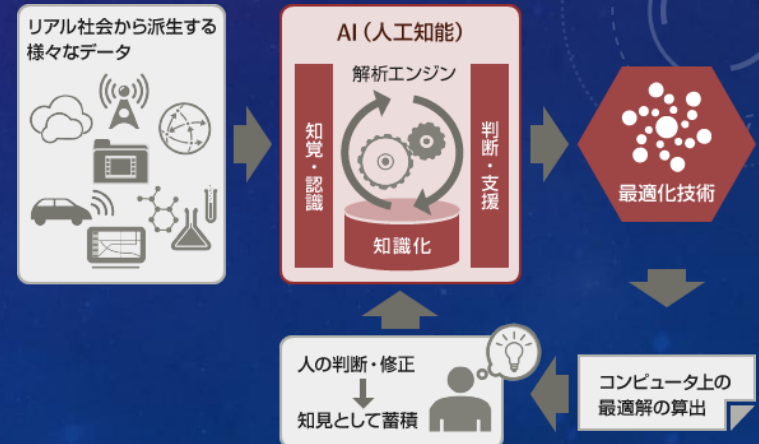 リアル社会から派生する
様々なデータ
AI（人工知能）
解析エンジン
知覚・認識
判断・支援
知識化
最適化技術
コンピュータ上の
最適解の算出
人の判断・修正
知見として蓄積